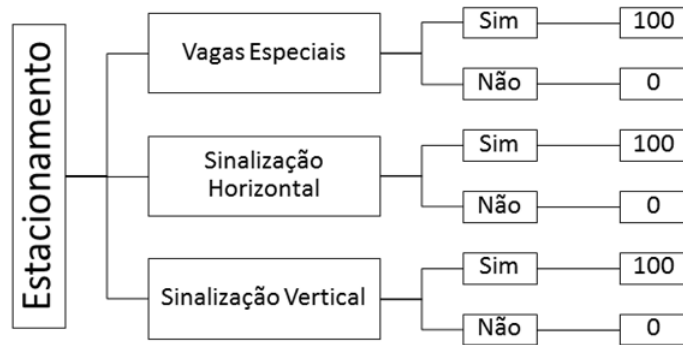 Estacionamento
Vagas Especiais
Sim
100
Não
0
Sinalização
Horizontal
Sim
100
Não
0
Sinalização Vertical
Sim
100
Não
0